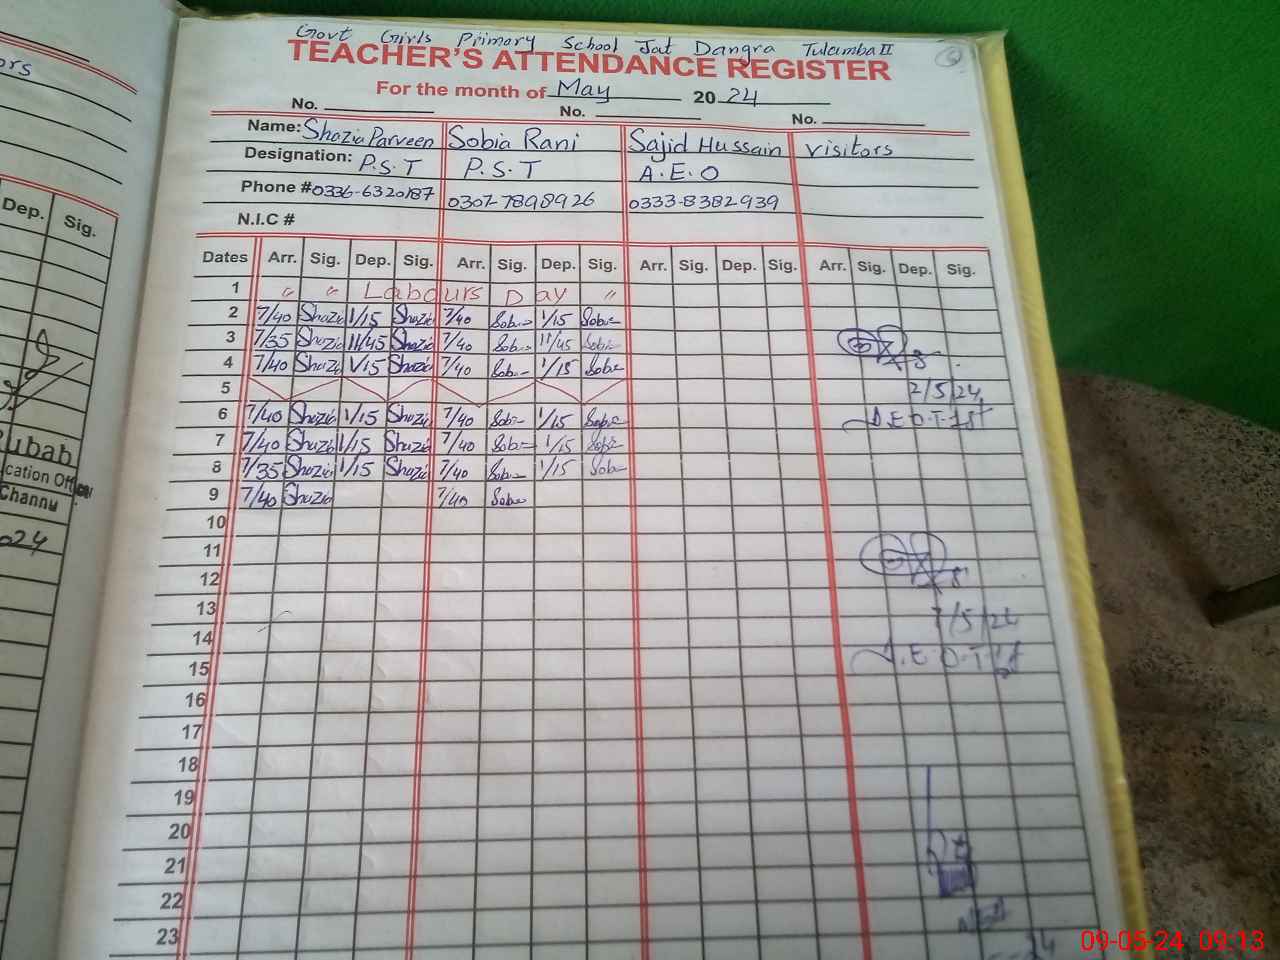 Govt Girls Primary School Jat Dangra Tulamba II
TEACHER'S ATTENDANCE REGISTER
For the month of May 2024
No. No. No.
Name: Shazia Parveen Sobia Rani Sajid Hussain Visitors
Designation: P.S.T P.S.T A.E.O
Phone # 0336-6320187 0307-7898926 0333-8382939
N.I.C #
Dates Arr. Sig. Dep. Sig. Arr. Sig. Dep. Sig. Arr. Sig. Dep. Sig. Arr. Sig. Dep. Sig.
1 " " Labours Day "
2 7/40 Shazia 1/15 Shazia 7/40 Sobia 1/15 Sobia
3 7/35 Shazia 11/45 Shazia 7/40 Sobia 11/45 Sobia
4 7/40 Shazia 1/15 Shazia 7/40 Sobia 1/15 Sobia
5 2/5/24
6 7/40 Shazia 1/15 Shazia 7/40 Sobia 1/15 Sobia
7 7/40 Shazia 1/15 Shazia 7/40 Sobia 1/15 Sobia
8 7/35 Shazia 1/15 Shazia 7/40 Sobia 1/15 Sobia
9 7/40 Shazia 7/40 Sobia
10
11
12
13 7/5/24
14
15
16
17
18
19
20
21
22
23
ors
Dep. Sig.
Rubab
cation Officer
Channu
024
09-05-24 09:13